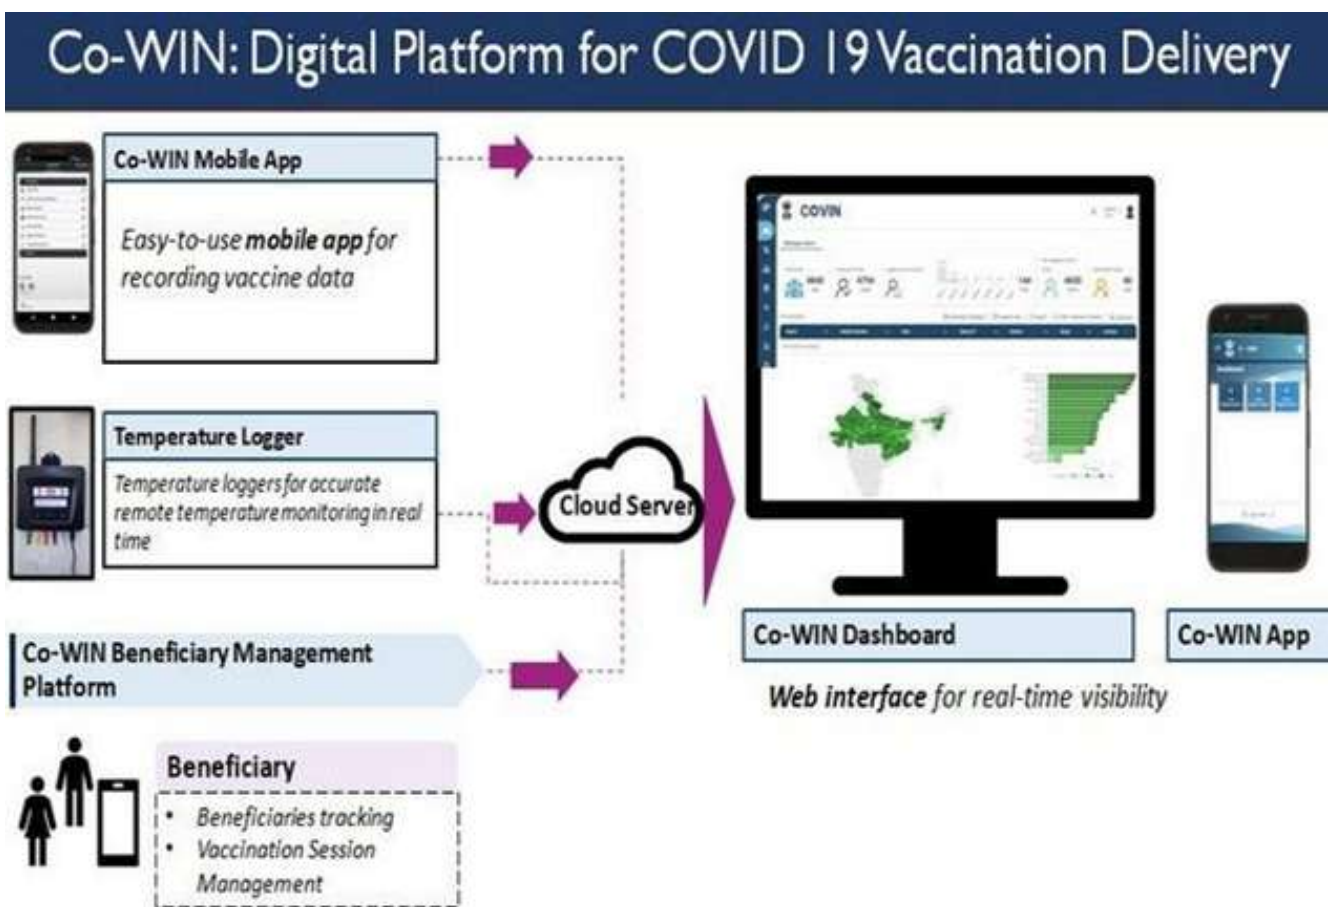 Co-WIN: Digital Platform for COVID 19 Vaccination Delivery
Co-WIN Mobile App
Easy-to-use mobile app for
recording vaccine data
Temperature Logger
Temperature loggers for accurate
remote temperature monitoring in real
time
Co-WIN Beneficiary Management
Platform
Beneficiary
• Beneficiaries tracking
• Vaccination Session
Management
Cloud Server
COVIN
Co-WIN Dashboard
Web interface for real-time visibility
Co-WIN App